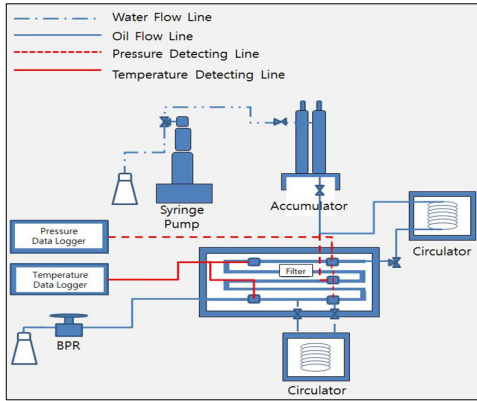 Water Flow Line
Oil Flow Line
Pressure Detecting Line
Temperature Detecting Line
Syringe
Pump
Accumulator
Circulator
Pressure
Data Logger
Temperature
Data Logger
Filter
BPR
Circulator